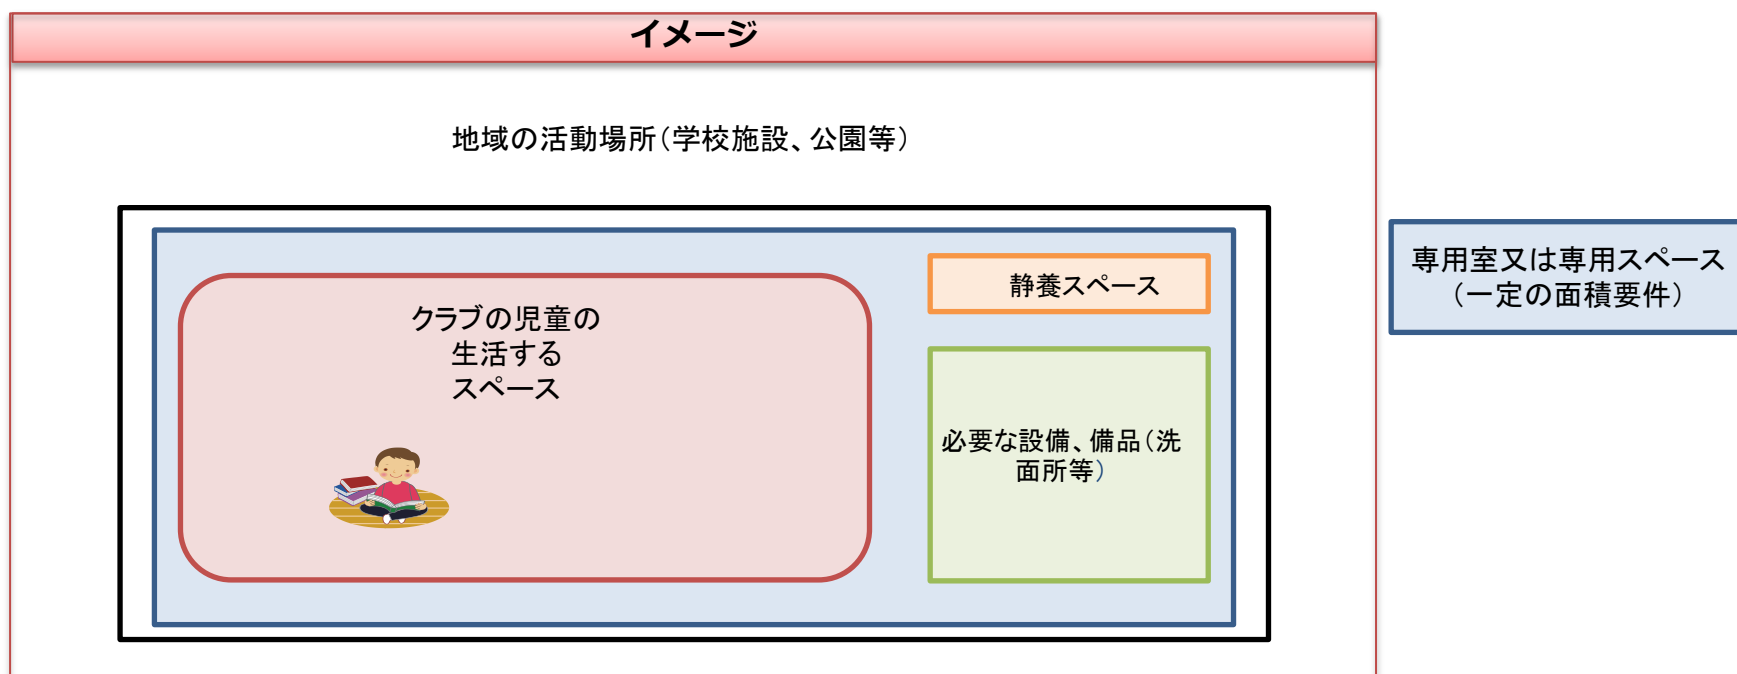 イメージ
地域の活動場所（学校施設、公園等）
専用室又は専用スペース
（一定の面積要件）
静養スペース
クラブの児童の
生活する
スペース
必要な設備、備品（洗
面所等）